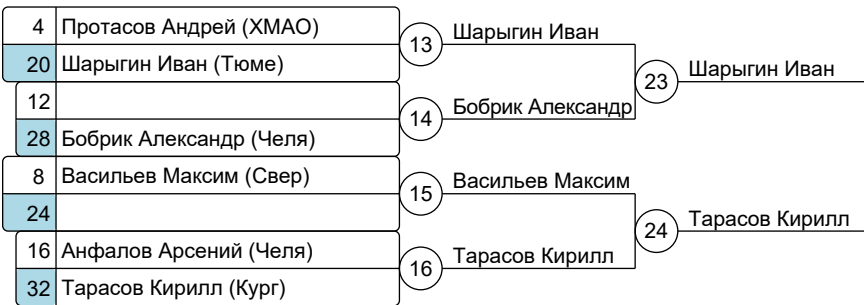 4 Протасов Андрей (ХМАО)
13 Шарыгин Иван
20 Шарыгин Иван (Тюме)
23 Шарыгин Иван
12
14 Бобрик Александр
28 Бобрик Александр (Челя)
8 Васильев Максим (Свер)
15 Васильев Максим
24
24 Тарасов Кирилл
16 Анфалов Арсений (Челя)
16 Тарасов Кирилл
32 Тарасов Кирилл (Кург)